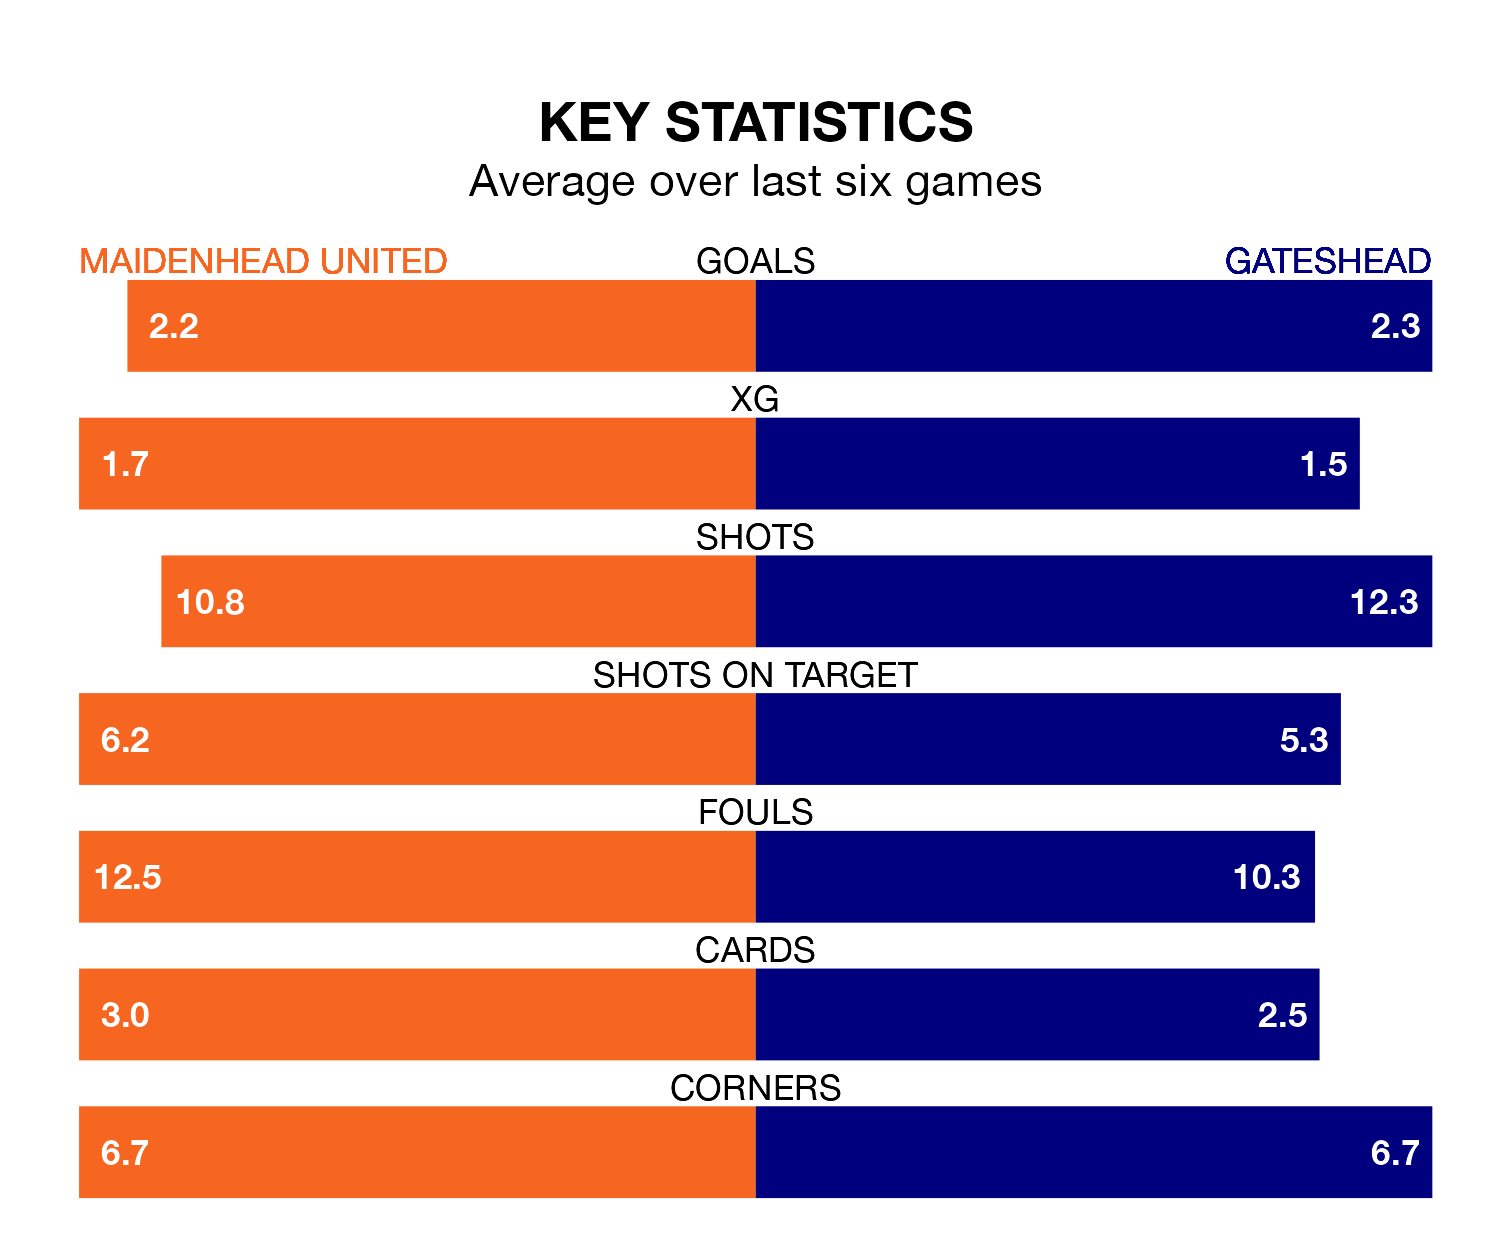 KEY STATISTICS
Average over last six games
MAIDENHEAD UNITED GOALS GATESHEAD
2.2 2.3
XG
1.7 1.5
SHOTS
10.8 12.3
SHOTS ON TARGET
6.2 5.3
FOULS
12.5 10.3
CARDS
3.0 2.5
CORNERS
6.7 6.7